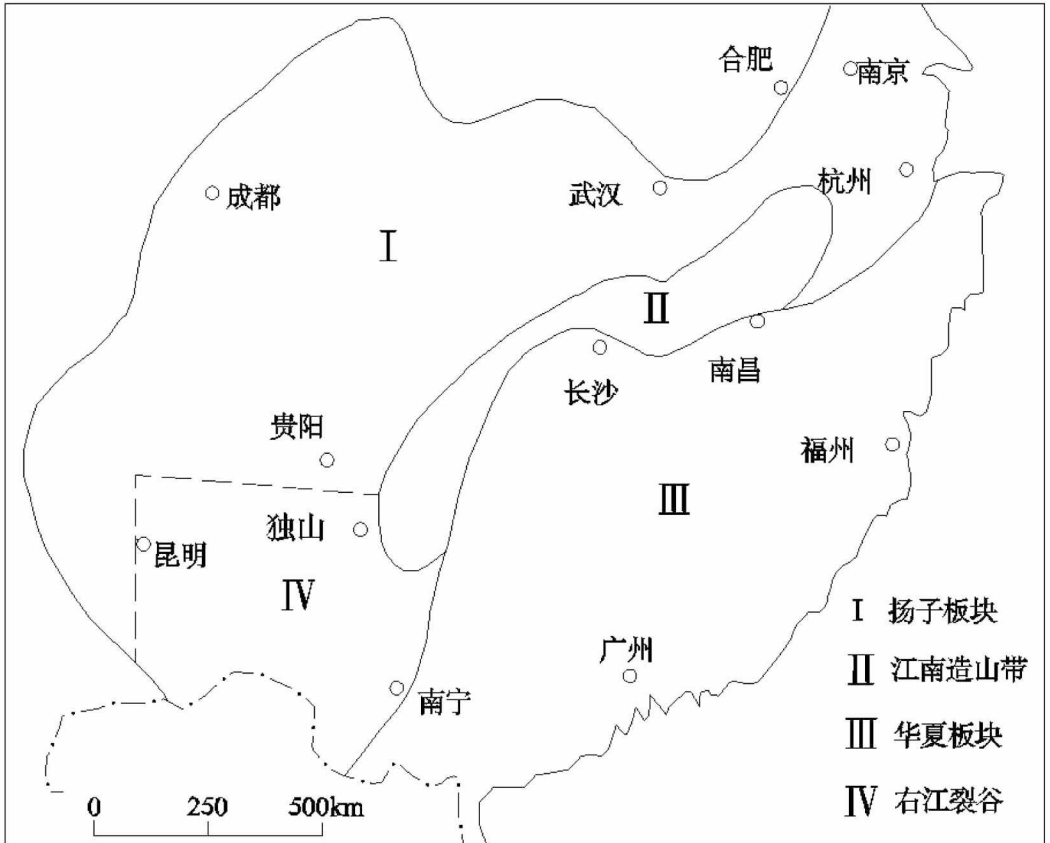 合肥
南京
成都
武汉
杭州
I
II
长沙
南昌
贵阳
福州
III
昆明
独山
IV
南宁
广州
I 扬子板块
II 江南造山带
III 华夏板块
IV 右江裂谷
0 250 500km